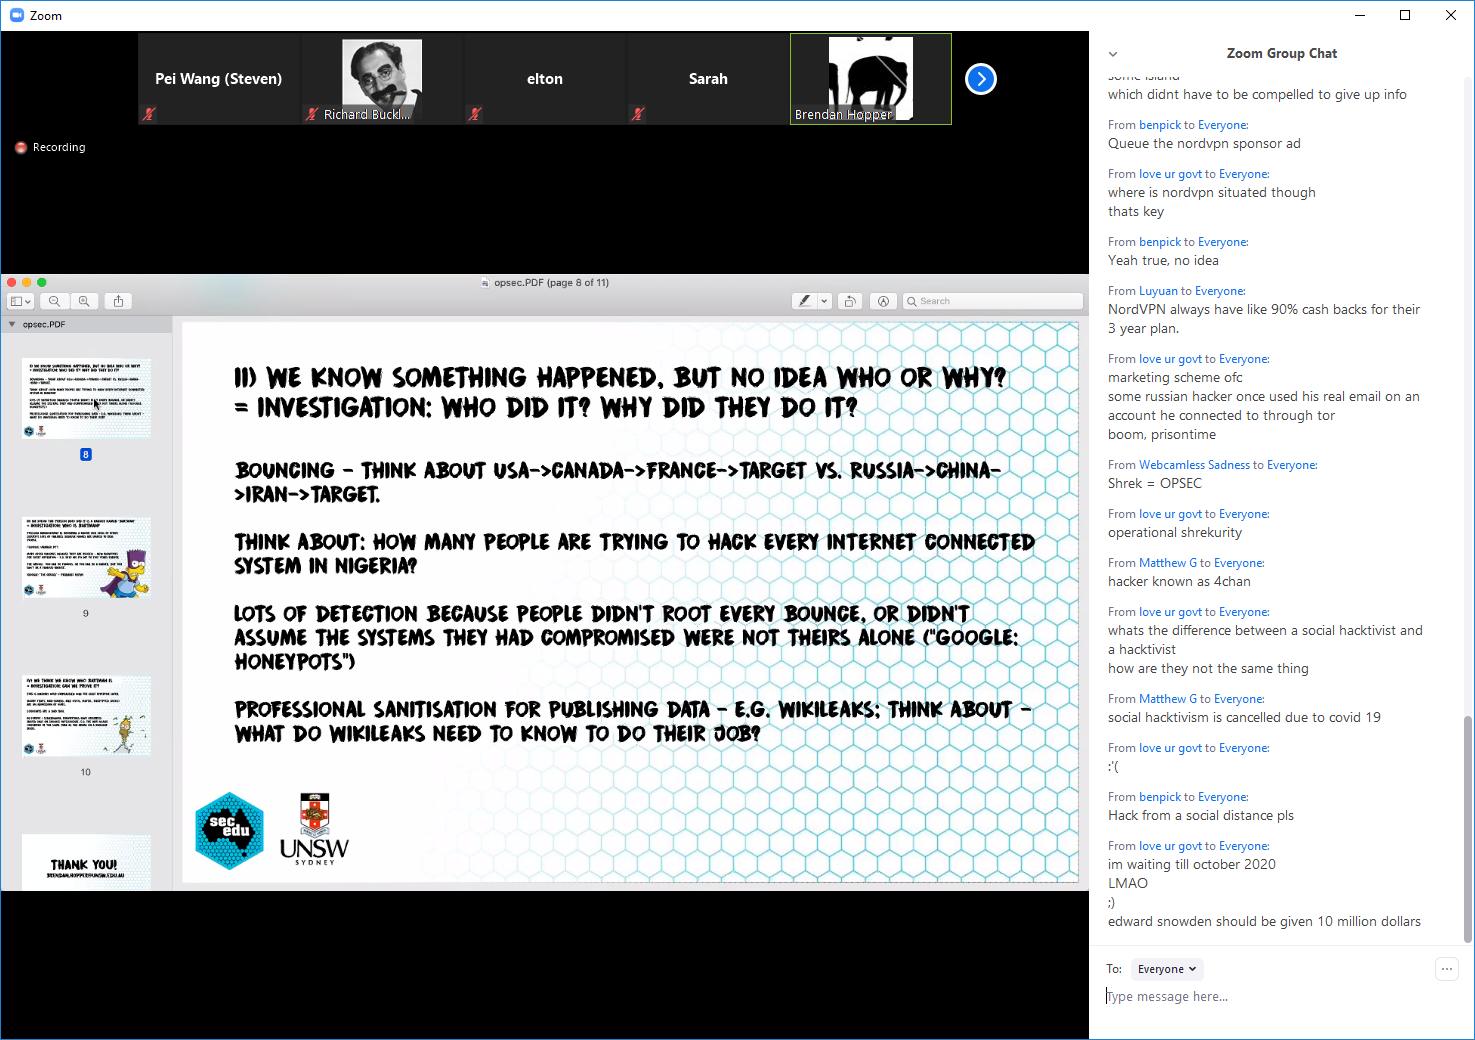 Zoom
Pei Wang (Steven)
Richard Buckl...
elton
Sarah
Brendan Hopper
Recording
opsec.PDF (page 8 of 11)
Search
opsec.PDF
8
9
10
THANK YOU!
BRENDAN.HOPPER@UNSW.EDU.AU
II) WE KNOW SOMETHING HAPPENED, BUT NO IDEA WHO OR WHY?
= INVESTIGATION: WHO DID IT? WHY DID THEY DO IT?
BOUNCING – THINK ABOUT USA->CANADA->FRANCE->TARGET VS. RUSSIA->CHINA-
>IRAN->TARGET.
THINK ABOUT: HOW MANY PEOPLE ARE TRYING TO HACK EVERY INTERNET CONNECTED
SYSTEM IN NIGERIA?
LOTS OF DETECTION BECAUSE PEOPLE DIDN'T ROOT EVERY BOUNCE, OR DIDN'T
ASSUME THE SYSTEMS THEY HAD COMPROMISED WERE NOT THEIRS ALONE ("GOOGLE:
HONEYPOTS")
PROFESSIONAL SANITISATION FOR PUBLISHING DATA – E.G. WIKILEAKS; THINK ABOUT –
WHAT DO WIKILEAKS NEED TO KNOW TO DO THEIR JOB?
sec
edu
UNSW
SYDNEY
Zoom Group Chat
some island
which didnt have to be compelled to give up info
From benpick to Everyone:
Queue the nordvpn sponsor ad
From love ur govt to Everyone:
where is nordvpn situated though
thats key
From benpick to Everyone:
Yeah true, no idea
From Luyuan to Everyone:
NordVPN always have like 90% cash backs for their
3 year plan.
From love ur govt to Everyone:
marketing scheme ofc
some russian hacker once used his real email on an
account he connected to through tor
boom, prisontime
From Webcamless Sadness to Everyone:
Shrek = OPSEC
From love ur govt to Everyone:
operational shrekurity
From Matthew G to Everyone:
hacker known as 4chan
From love ur govt to Everyone:
whats the difference between a social hacktivist and
a hacktivist
how are they not the same thing
From Matthew G to Everyone:
social hacktivism is cancelled due to covid 19
From love ur govt to Everyone:
:'(
From benpick to Everyone:
Hack from a social distance pls
From love ur govt to Everyone:
im waiting till october 2020
LMAO
;)
edward snowden should be given 10 million dollars
To: Everyone
Type message here...